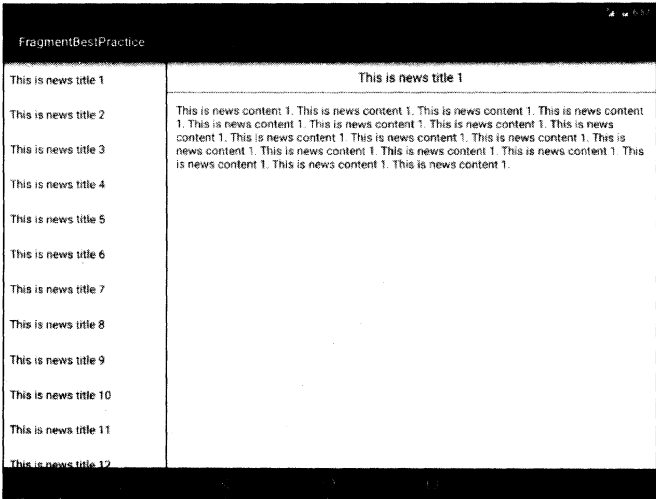 6:52
FragmentBestPractice
This is news title 1
This is news title 2
This is news title 3
This is news title 4
This is news title 5
This is news title 6
This is news title 7
This is news title 8
This is news title 9
This is news title 10
This is news title 11
This is news title 12
This is news title 1
This is news content 1. This is news content 1. This is news content 1. This is news content
1. This is news content 1. This is news content 1. This is news content 1. This is news
content 1. This is news content 1. This is news content 1. This is news content 1. This is
news content 1. This is news content 1. This is news content 1. This is news content 1. This
is news content 1. This is news content 1. This is news content 1.